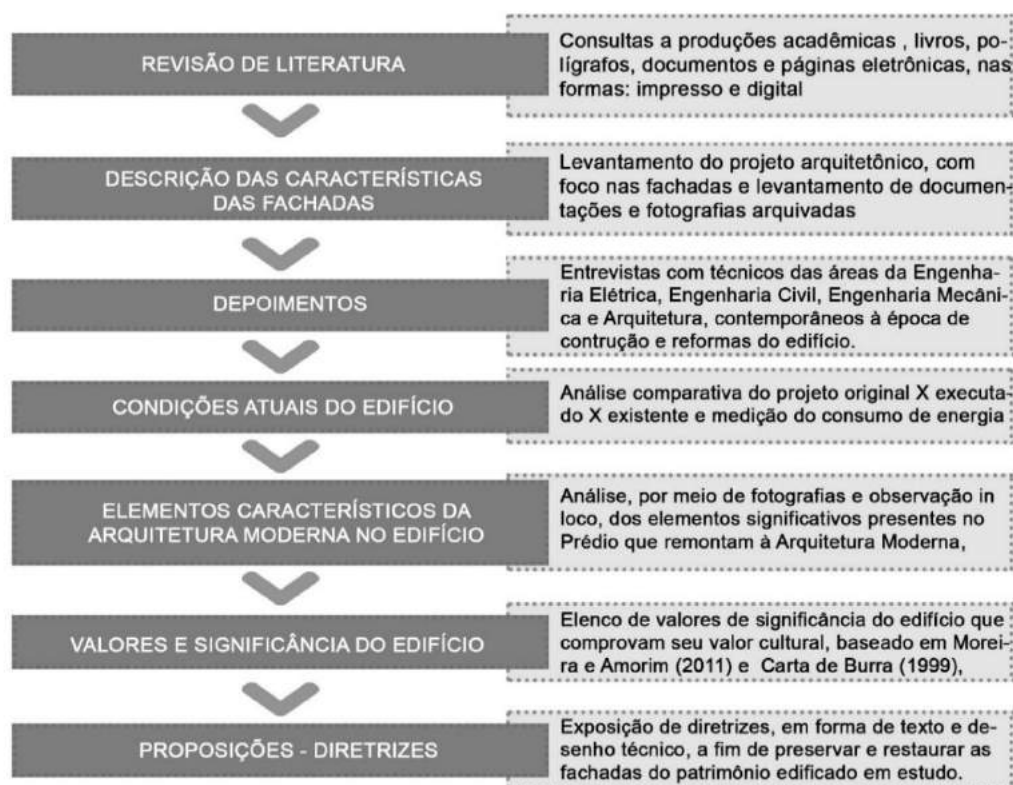 REVISÃO DE LITERATURA
Consultas a produções acadêmicas , livros, po-
lígrafos, documentos e páginas eletrônicas, nas
formas: impresso e digital
DESCRIÇÃO DAS CARACTERÍSTICAS
DAS FACHADAS
Levantamento do projeto arquitetônico, com
foco nas fachadas e levantamento de documen-
tações e fotografias arquivadas
DEPOIMENTOS
Entrevistas com técnicos das áreas da Engenha-
ria Elétrica, Engenharia Civil, Engenharia Mecâni-
ca e Arquitetura, contemporâneos à época de
contrução e reformas do edifício.
CONDIÇÕES ATUAIS DO EDIFÍCIO
Análise comparativa do projeto original X executa-
do X existente e medição do consumo de energia
ELEMENTOS CARACTERÍSTICOS DA
ARQUITETURA MODERNA NO EDIFÍCIO
Análise, por meio de fotografias e observação in
loco, dos elementos significativos presentes no
Prédio que remontam à Arquitetura Moderna,
VALORES E SIGNIFICÂNCIA DO EDIFÍCIO
Elenco de valores de significância do edifício que
comprovam seu valor cultural, baseado em Morei-
ra e Amorim (2011) e Carta de Burra (1999),
PROPOSIÇÕES - DIRETRIZES
Exposição de diretrizes, em forma de texto e de-
senho técnico, a fim de preservar e restaurar as
fachadas do patrimônio edificado em estudo.